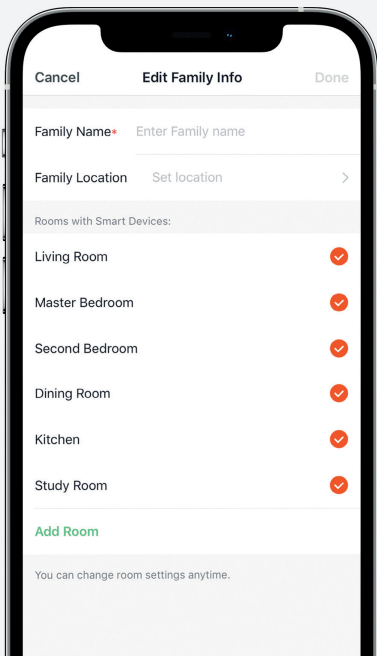 Cancel Edit Family Info Done
Family Name* Enter Family name
Family Location Set location
Rooms with Smart Devices:
Living Room
Master Bedroom
Second Bedroom
Dining Room
Kitchen
Study Room
Add Room
You can change room settings anytime.